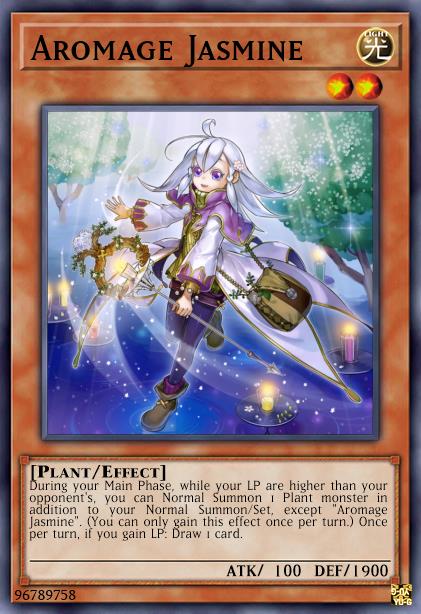 AROMAGE JASMINE
LIGHT
光
[PLANT/EFFECT]
During your Main Phase, while your LP are higher than your
opponent's, you can Normal Summon 1 Plant monster in
addition to your Normal Summon/Set, except "Aromage
Jasmine". (You can only gain this effect once per turn.) Once
per turn, if you gain LP: Draw 1 card.
ATK/ 100 DEF/1900
96789758